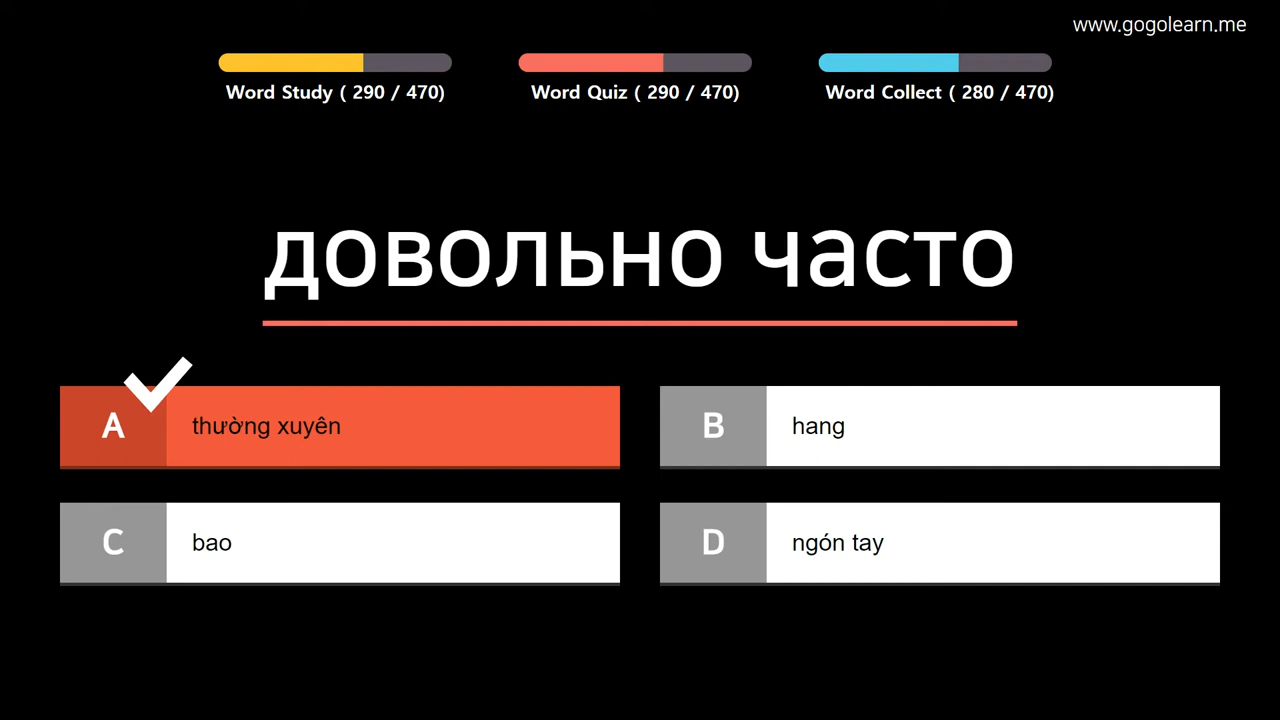 www.gogolearn.me
Word Study ( 290 / 470)
Word Quiz ( 290 / 470)
Word Collect ( 280 / 470)
довольно часто
A
thường xuyên
B
hang
C
bao
D
ngón tay